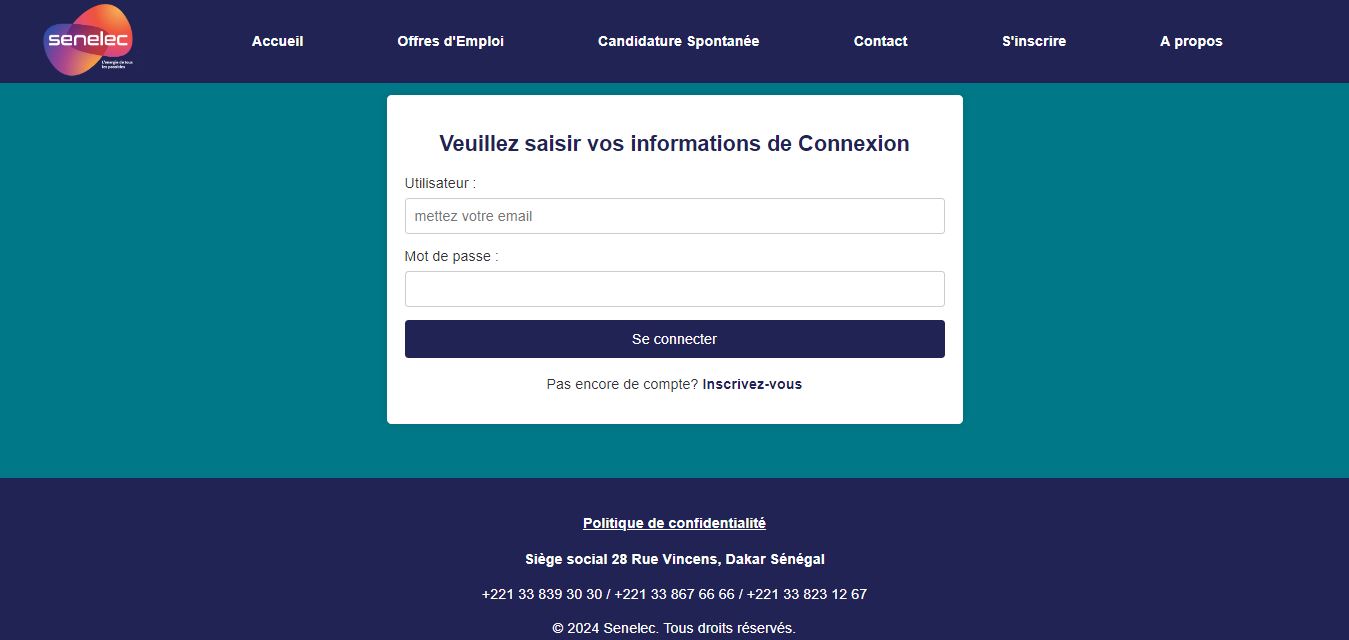 senelec
L'énergie de tous
les possibles
Accueil
Offres d'Emploi
Candidature Spontanée
Contact
S'inscrire
A propos
Veuillez saisir vos informations de Connexion
Utilisateur :
mettez votre email
Mot de passe :
Se connecter
Pas encore de compte? Inscrivez-vous
Politique de confidentialité
Siège social 28 Rue Vincens, Dakar Sénégal
+221 33 839 30 30 / +221 33 867 66 66 / +221 33 823 12 67
© 2024 Senelec. Tous droits réservés.